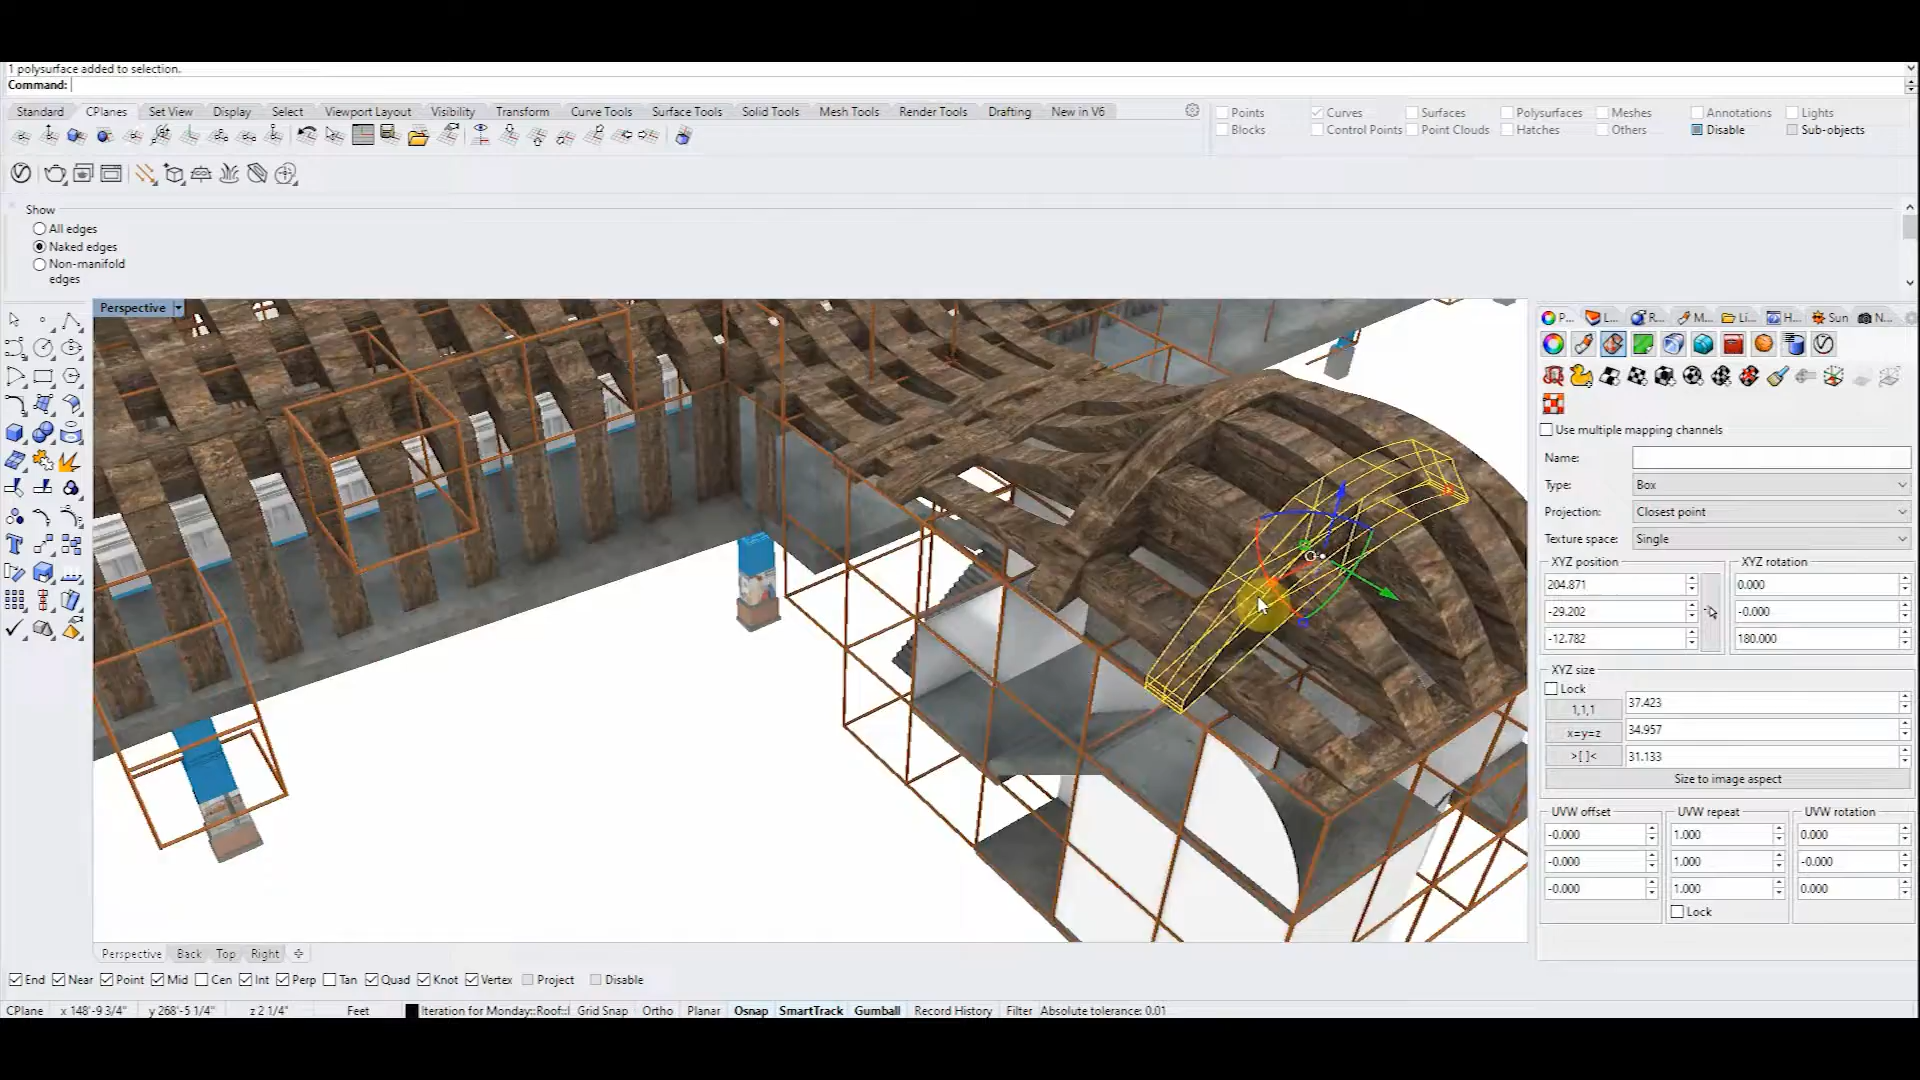 1 polysurface added to selection.
Command:
Standard CPlanes Set View Display Select Viewport Layout Visibility Transform Curve Tools Surface Tools Solid Tools Mesh Tools Render Tools Drafting New in V6
Points Curves Surfaces Polysurfaces Meshes Annotations Lights
Blocks Control Points Point Clouds Hatches Others Disable Sub-objects
Show
All edges
Naked edges
Non-manifold
edges
Perspective
P... L... R... M... Li... H... Sun N...
Use multiple mapping channels
Name:
Type: Box
Projection: Closest point
Texture space: Single
XYZ position XYZ rotation
204.871 0.000
-29.202 -0.000
-12.782 180.000
XYZ size
Lock
1,1,1 37.423
x=y=z 34.957
>[ ]< 31.133
Size to image aspect
UVW offset UVW repeat UVW rotation
-0.000 1.000 0.000
-0.000 1.000 -0.000
-0.000 1.000 0.000
Lock
Perspective Back Top Right
End Near Point Mid Cen Int Perp Tan Quad Knot Vertex Project Disable
CPlane x 148'-9 3/4" y 268'-5 1/4" z 2 1/4" Feet Iteration for Monday::Roof::I Grid Snap Ortho Planar Osnap SmartTrack Gumball Record History Filter Absolute tolerance: 0.01